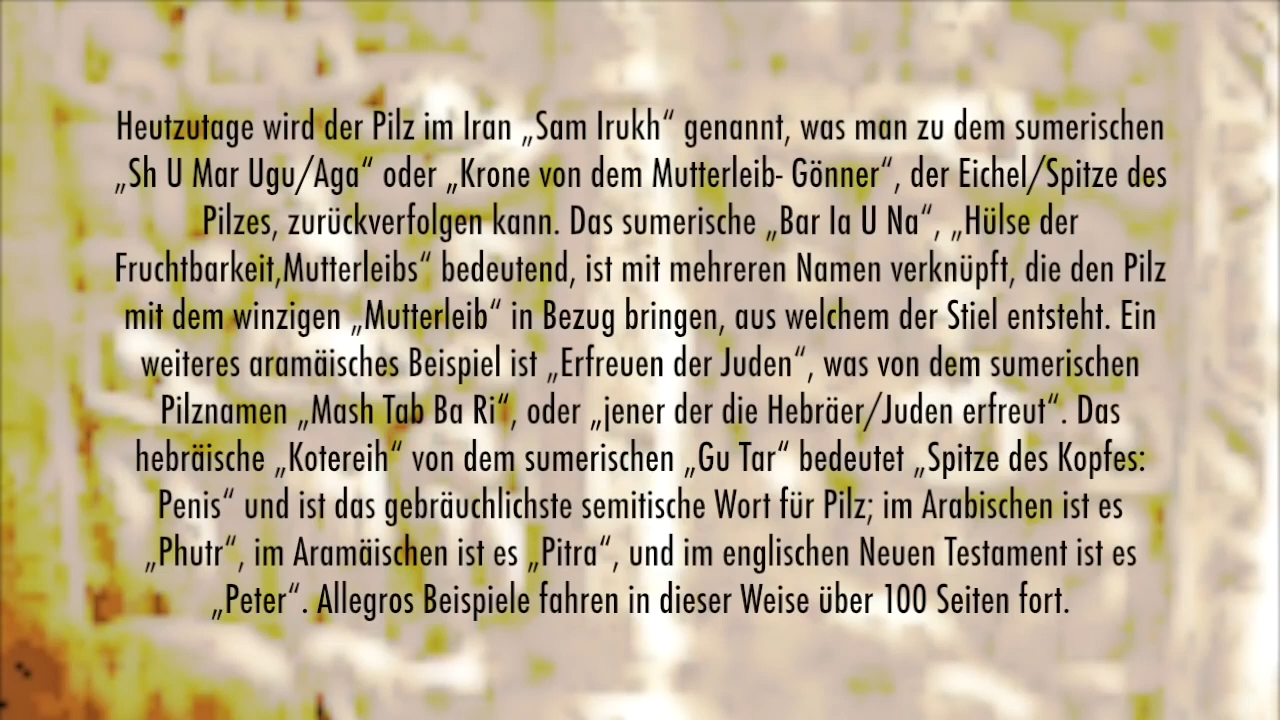 Heutzutage wird der Pilz im Iran „Sam Irukh“ genannt, was man zu dem sumerischen
„Sh U Mar Ugu/Aga“ oder „Krone von dem Mutterleib- Gönner“, der Eichel/Spitze des
Pilzes, zurückverfolgen kann. Das sumerische „Bar Ia U Na“, „Hülse der
Fruchtbarkeit,Mutterleibs“ bedeutend, ist mit mehreren Namen verknüpft, die den Pilz
mit dem winzigen „Mutterleib“ in Bezug bringen, aus welchem der Stiel entsteht. Ein
weiteres aramäisches Beispiel ist „Erfreuen der Juden“, was von dem sumerischen
Pilznamen „Mash Tab Ba Ri“, oder „jener der die Hebräer/Juden erfreut“. Das
hebräische „Kotereih“ von dem sumerischen „Gu Tar“ bedeutet „Spitze des Kopfes:
Penis“ und ist das gebräuchlichste semitische Wort für Pilz; im Arabischen ist es
„Phutr“, im Aramäischen ist es „Pitra“, und im englischen Neuen Testament ist es
„Peter“. Allegros Beispiele fahren in dieser Weise über 100 Seiten fort.